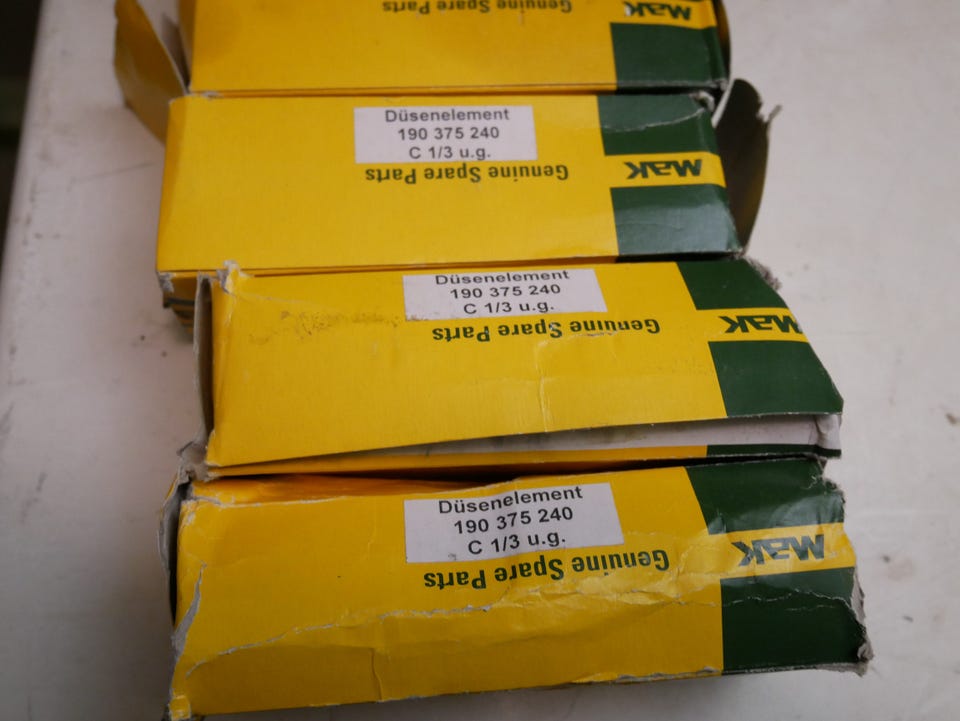 Genuine Spare Parts
MaK
Düsenelement
190 375 240
C 1/3 u.g.
Genuine Spare Parts
MaK
Düsenelement
190 375 240
C 1/3 u.g.
Genuine Spare Parts
MaK
Düsenelement
190 375 240
C 1/3 u.g.
Genuine Spare Parts
MaK